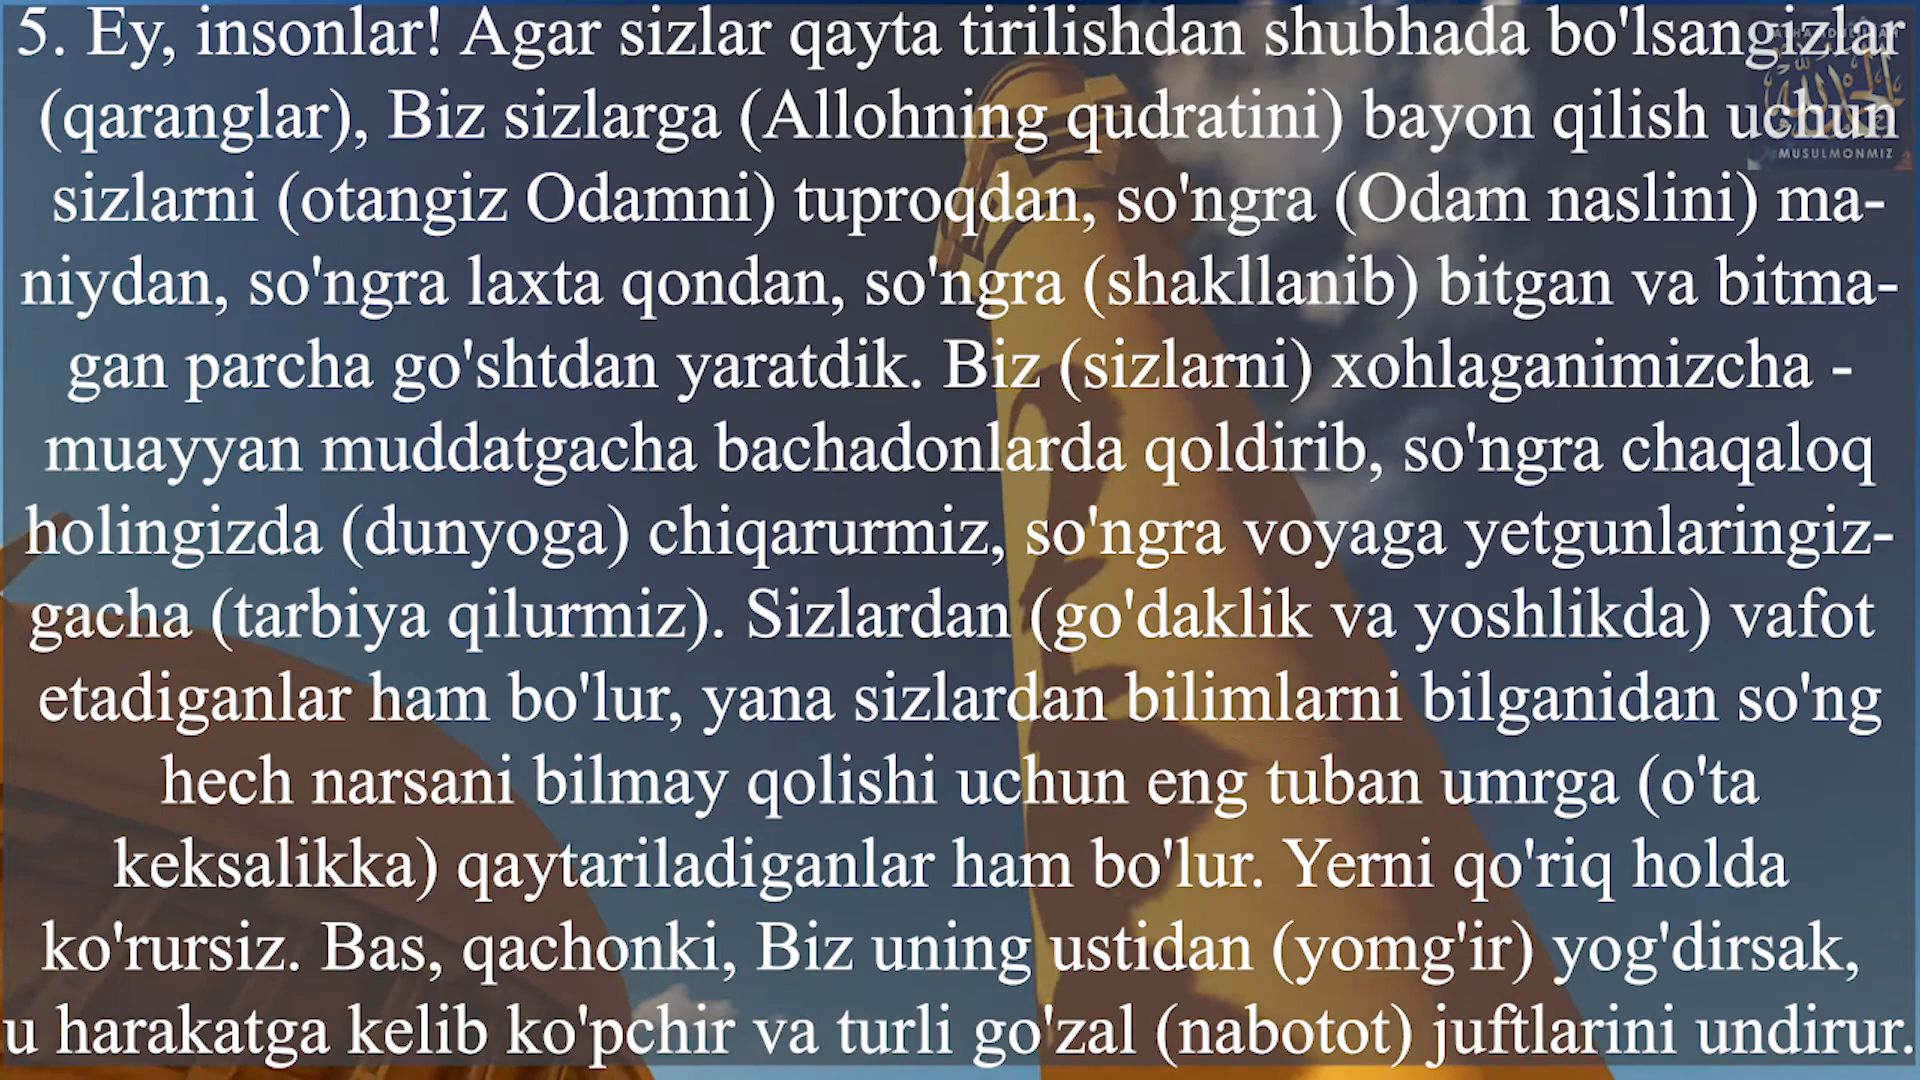 5. Ey, insonlar! Agar sizlar qayta tirilishdan shubhada bo'lsangizlar
(qaranglar), Biz sizlarga (Allohning qudratini) bayon qilish uchun
sizlarni (otangiz Odamni) tuproqdan, so'ngra (Odam naslini) ma-
niydan, so'ngra laxta qondan, so'ngra (shakllanib) bitgan va bitma-
gan parcha go'shtdan yaratdik. Biz (sizlarni) xohlaganimizcha -
muayyan muddatgacha bachadonlarda qoldirib, so'ngra chaqaloq
holingizda (dunyoga) chiqarurmiz, so'ngra voyaga yetgunlaringiz-
gacha (tarbiya qilurmiz). Sizlardan (go'daklik va yoshlikda) vafot
etadiganlar ham bo'lur, yana sizlardan bilimlarni bilganidan so'ng
hech narsani bilmay qolishi uchun eng tuban umrga (o'ta
keksalikka) qaytariladiganlar ham bo'lur. Yerni qo'riq holda
ko'rursiz. Bas, qachonki, Biz uning ustidan (yomg'ir) yog'dirsak,
u harakatga kelib ko'pchir va turli go'zal (nabotot) juftlarini undirur.
MUSULMONMIZ